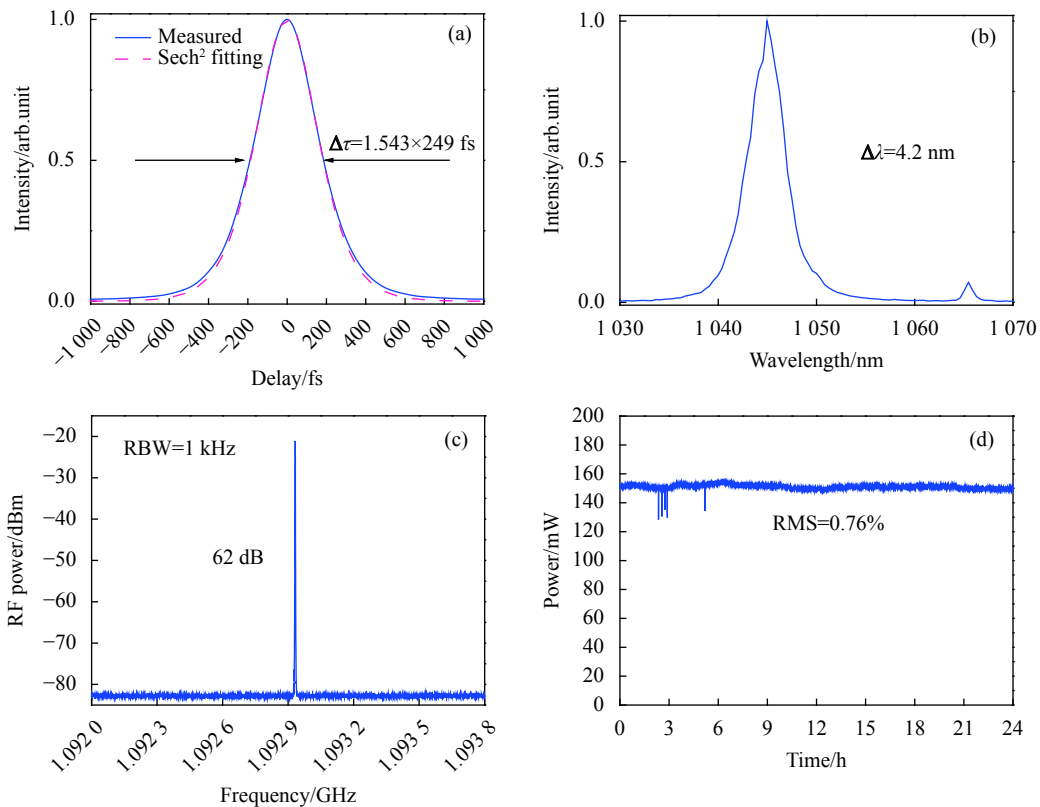 (a)
Measured
Sech² fitting
Δτ=1.543×249 fs
Intensity/arb.unit
1.0
0.5
0.0
−1 000
−800
−600
−400
−200
0
200
400
600
800
1 000
Delay/fs
(b)
Δλ=4.2 nm
Intensity/arb.unit
1.0
0.5
0.0
1 030
1 040
1 050
1 060
1 070
Wavelength/nm
(c)
RBW=1 kHz
62 dB
RF power/dBm
−20
−30
−40
−50
−60
−70
−80
1.092 0
1.092 3
1.092 6
1.092 9
1.093 2
1.093 5
1.093 8
Frequency/GHz
(d)
RMS=0.76%
Power/mW
200
180
160
140
120
100
80
60
40
20
0
0
3
6
9
12
15
18
21
24
Time/h